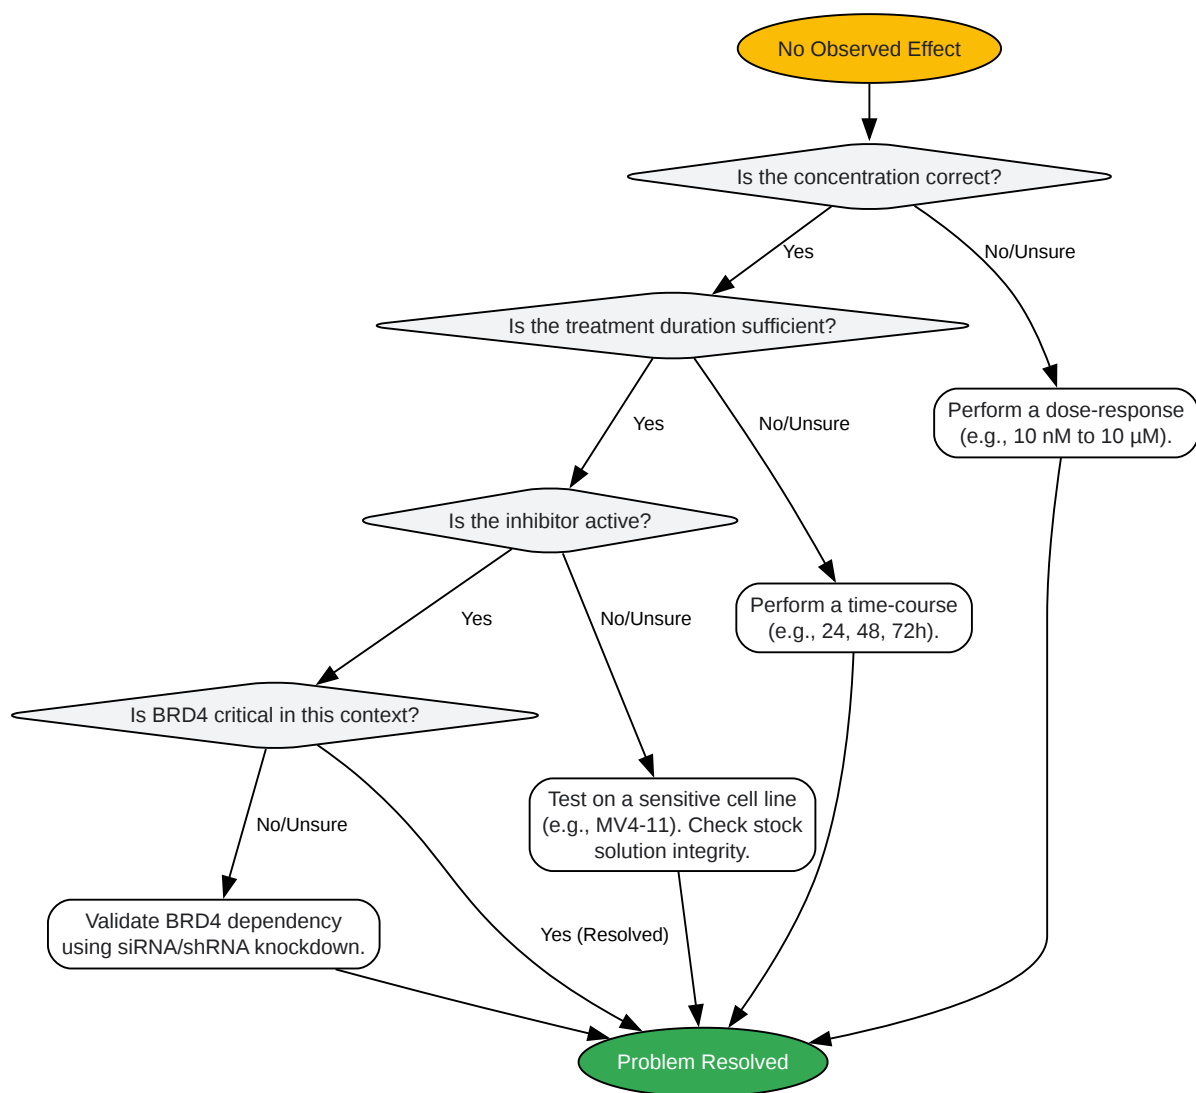 No Observed Effect
Is the concentration correct?
Yes
No/Unsure
Is the treatment duration sufficient?
Perform a dose-response
(e.g., 10 nM to 10 µM).
Yes
No/Unsure
Is the inhibitor active?
Perform a time-course
(e.g., 24, 48, 72h).
Yes
No/Unsure
Is BRD4 critical in this context?
Test on a sensitive cell line
(e.g., MV4-11). Check stock
solution integrity.
No/Unsure
Validate BRD4 dependency
using siRNA/shRNA knockdown.
Yes (Resolved)
Problem Resolved